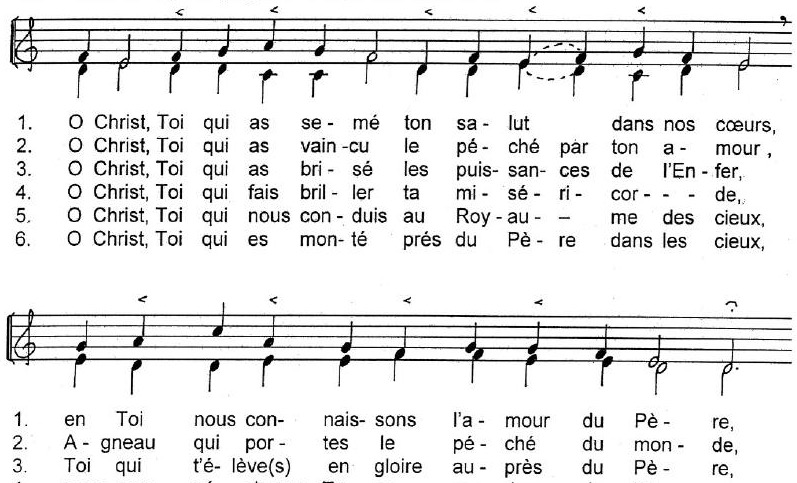 1. O Christ, Toi qui as se - mé ton sa - lut dans nos cœurs,
2. O Christ, Toi qui as vain -cu le pé - ché par ton a - mour ,
3. O Christ, Toi qui as bri - sé les puis- san- ces de l'En - fer,
4. O Christ, Toi qui fais bril - ler ta mi - sé - ri - cor - - - de,
5. O Christ, Toi qui nous con - duis au Roy - au - – me des cieux,
6. O Christ, Toi qui es mon- té prés du Pè - re dans les cieux,
1. en Toi nous con- nais- sons l'a - mour du Pè - re,
2. A - gneau qui por - tes le pé - ché du mon - de,
3. Toi qui t'é- lève(s) en gloire au - près du Pè - re,